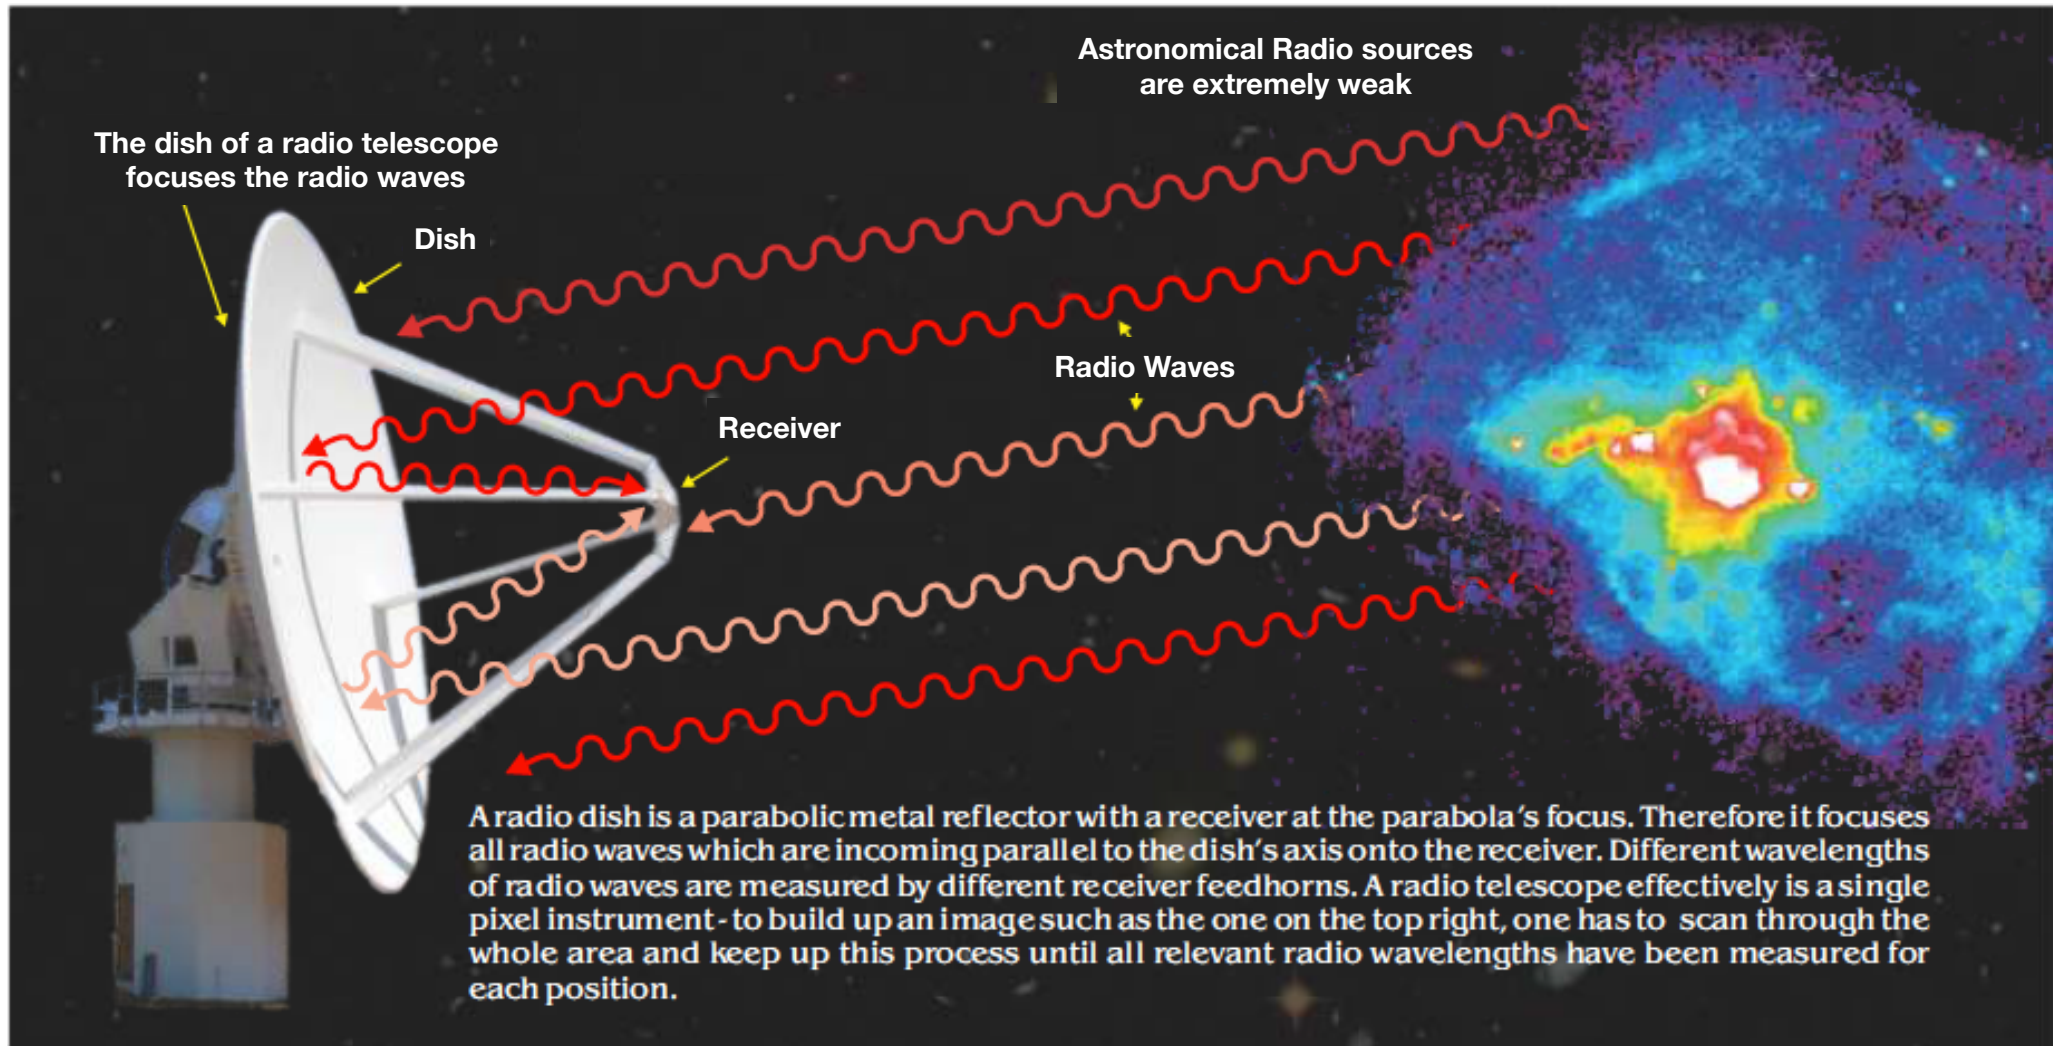 Astronomical Radio sources
are extremely weak
The dish of a radio telescope
focuses the radio waves
Dish
Radio Waves
Receiver
A radio dish is a parabolic metal reflector with a receiver at the parabola's focus. Therefore it focuses
all radio waves which are incoming parallel to the dish's axis onto the receiver. Different wavelengths
of radio waves are measured by different receiver feedhorns. A radio telescope effectively is a single
pixel instrument - to build up an image such as the one on the top right, one has to scan through the
whole area and keep up this process until all relevant radio wavelengths have been measured for
each position.